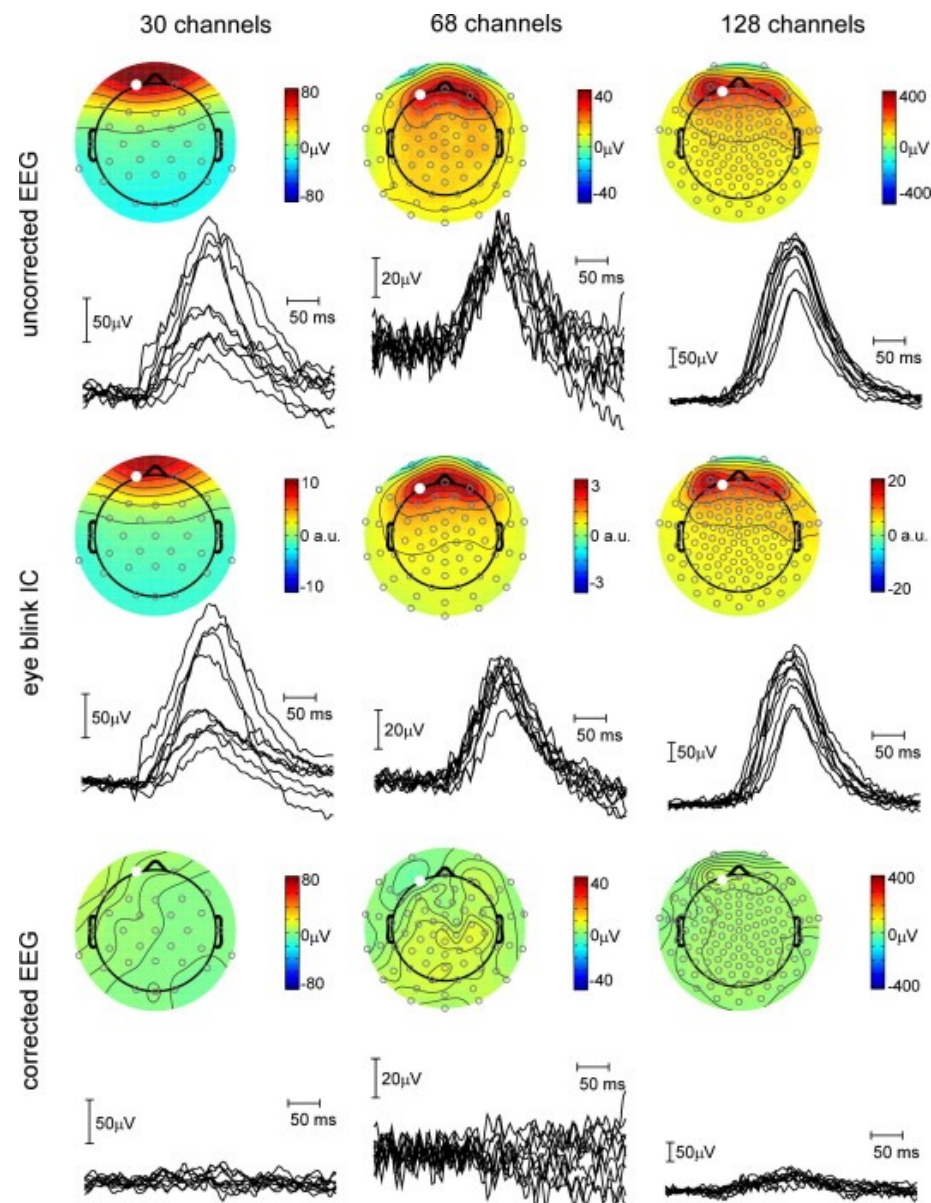 30 channels
68 channels
128 channels
uncorrected EEG
80
0µV
-80
40
0µV
-40
400
0µV
-400
50µV
50 ms
20µV
50 ms
50µV
50 ms
eye blink IC
10
0 a.u.
-10
3
0 a.u.
-3
20
0 a.u.
-20
50µV
50 ms
20µV
50 ms
50µV
50 ms
corrected EEG
80
0µV
-80
40
0µV
-40
400
0µV
-400
50µV
50 ms
20µV
50 ms
50µV
50 ms